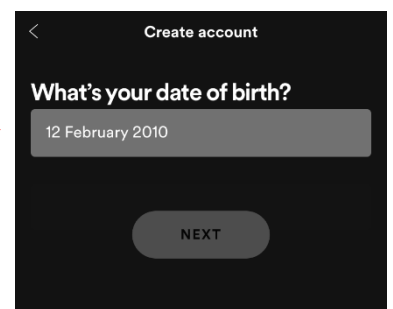 Create account
What's your date of birth?
12 February 2010
NEXT